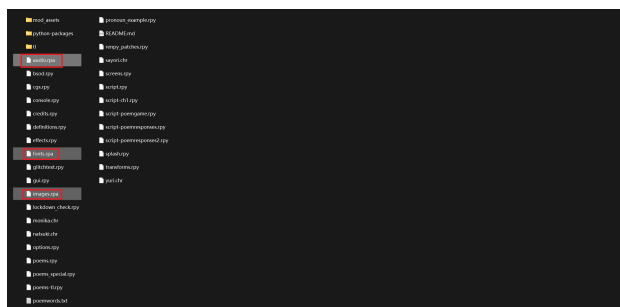 mod_assets
python-packages
tl
audio.rpa
bsod.rpy
cgs.rpy
console.rpy
credits.rpy
definitions.rpy
effects.rpy
fonts.rpa
glitchtext.rpy
gui.rpy
images.rpa
lockdown_check.rpy
monika.chr
natsuki.chr
options.rpy
poems.rpy
poems_special.rpy
poems-tl.rpy
poemwords.txt
pronoun_example.rpy
README.md
renpy_patches.rpy
sayori.chr
screens.rpy
script.rpy
script-ch1.rpy
script-poemgame.rpy
script-poemresponses.rpy
script-poemresponses2.rpy
splash.rpy
transforms.rpy
yuri.chr